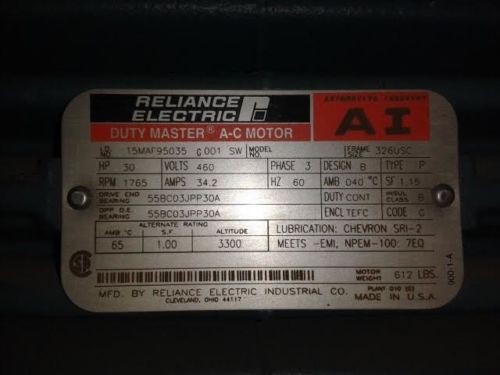 RELIANCE ELECTRIC
DUTY MASTER® A-C MOTOR
AUTOMOTIVE INDUSTRY
AI
I.D. NO. 15MAF95035 G 001 SW MODEL NO. FRAME SIZE 326USC
HP 30 VOLTS 460 PHASE 3 DESIGN B TYPE P
RPM 1765 AMPS 34.2 HZ 60 AMB 040 °C SF 1.15
DRIVE END BEARING 55BC03JPP30A DUTY CONT INSUL CLASS B
OPP D.E. BEARING 55BC03JPP30A ENCL TEFC CODE G
ALTERNATE RATING
AMB °C S.F. ALTITUDE
65 1.00 3300
LUBRICATION: CHEVRON SRI-2
MEETS -EMI, NPEM-100: 7EQ
MOTOR WEIGHT 612 LBS.
MFG. BY RELIANCE ELECTRIC INDUSTRIAL CO.
CLEVELAND, OHIO 44117
MADE IN U.S.A.
000-1-A